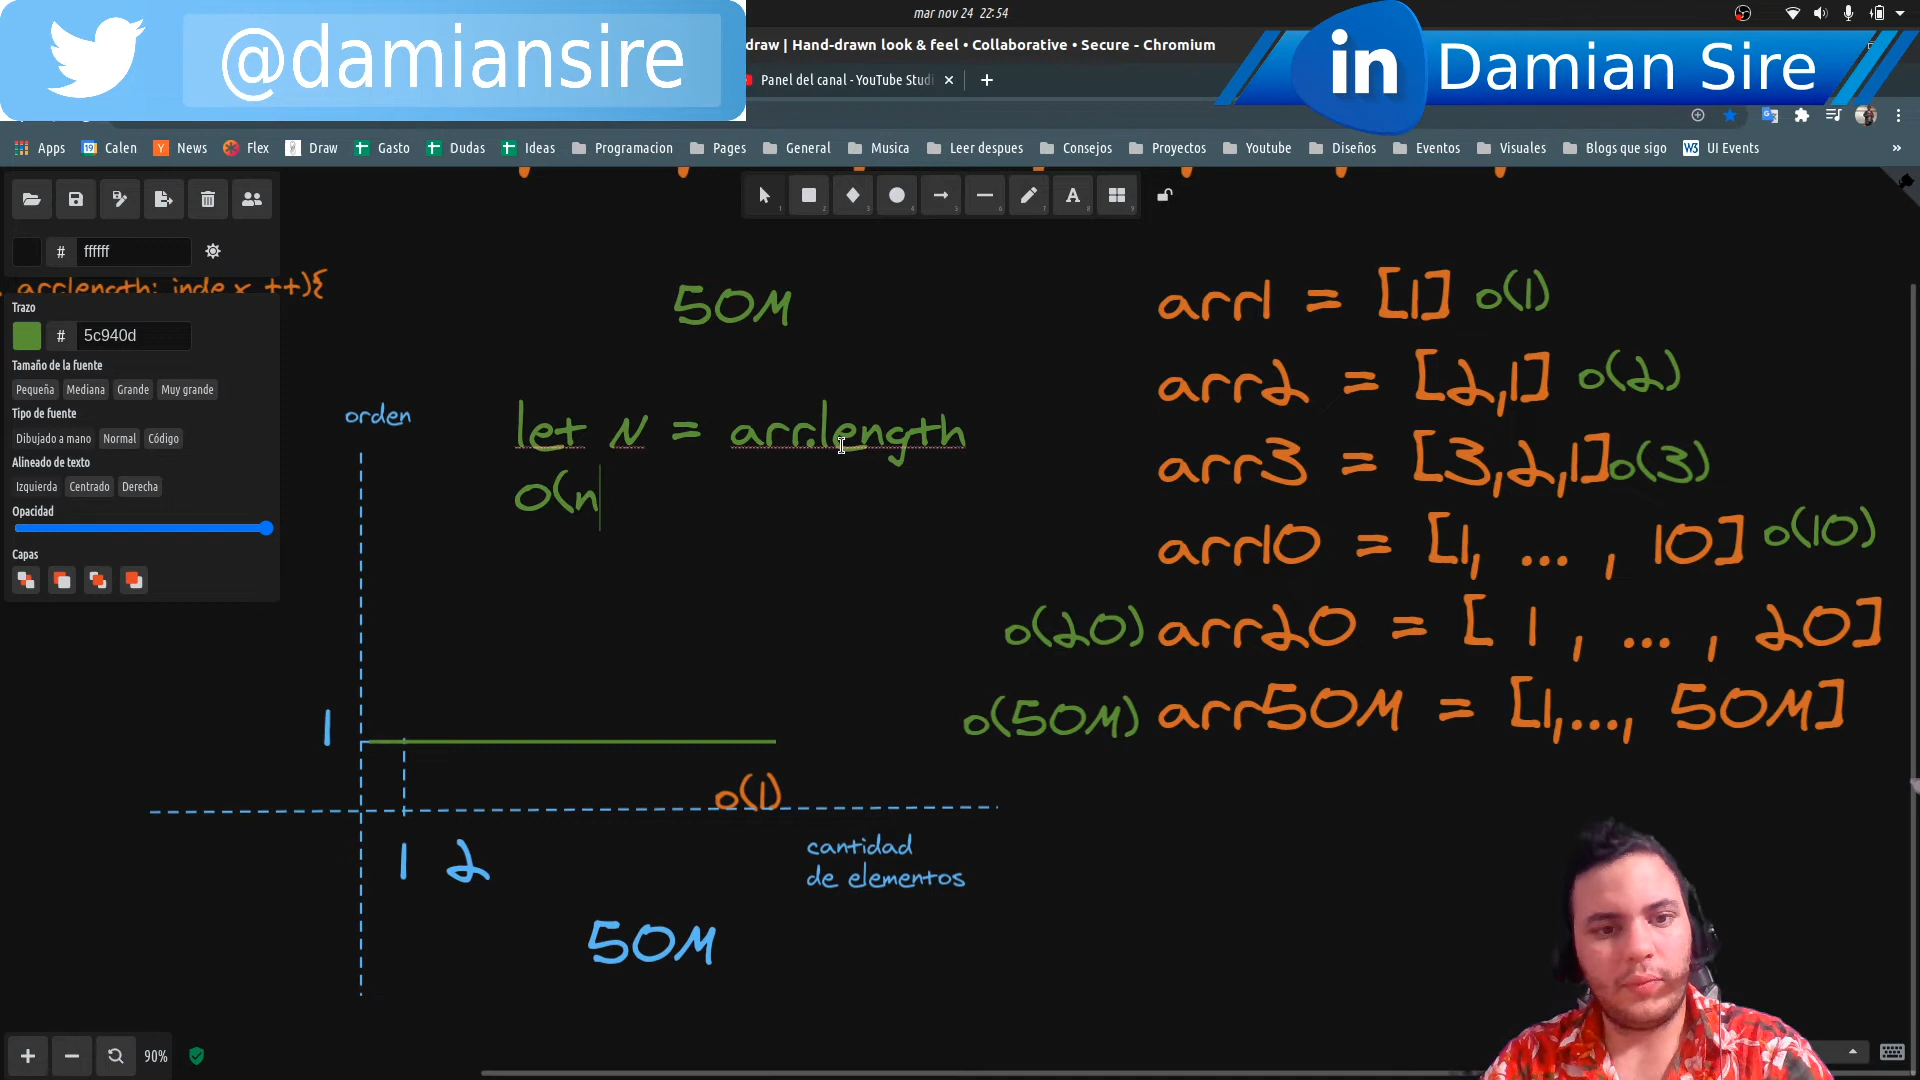 @damiansire
mar nov 24 22:54
draw | Hand-drawn look & feel • Collaborative • Secure - Chromium
in Damian Sire
Panel del canal - YouTube Studi
Apps
Calen
News
Flex
Draw
Gasto
Dudas
Ideas
Programacion
Pages
General
Musica
Leer despues
Consejos
Proyectos
Youtube
Diseños
Eventos
Visuales
Blogs que sigo
UI Events
# ffffff
arr.length; index ++){
Trazo
# 5c940d
Tamaño de la fuente
Pequeña Mediana Grande Muy grande
Tipo de fuente
Dibujado a mano Normal Código
Alineado de texto
Izquierda Centrado Derecha
Opacidad
Capas
50M
orden
let N = arr.length
O(n
1
o(1)
1 2
cantidad
de elementos
50M
arr1 = [1] o(1)
arr2 = [2,1] o(2)
arr3 = [3,2,1] o(3)
arr10 = [1, ... , 10] o(10)
o(20) arr20 = [ 1 , ... , 20]
o(50M) arr50M = [1,..., 50M]
90%